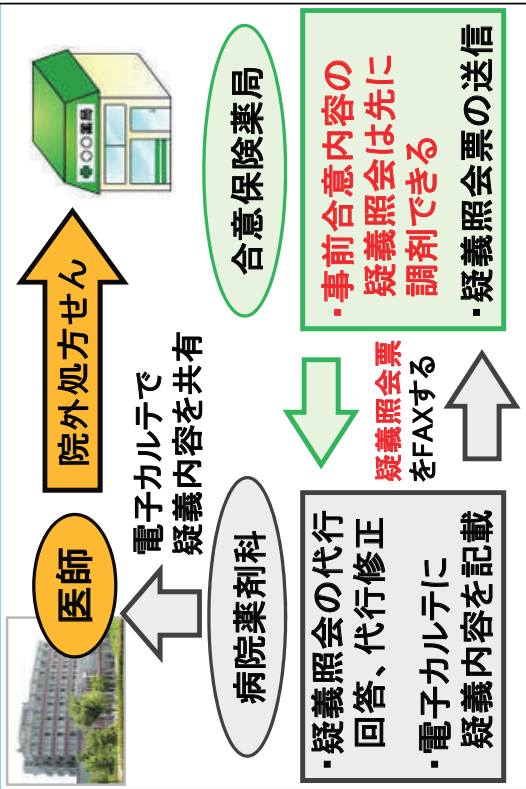 医師
院外処方せん
〇〇薬局
電子カルテで
疑義内容を共有
病院薬剤科
合意保険薬局
・疑義照会の代行
回答、代行修正
・電子カルテに
疑義内容を記載
疑義照会票
をFAXする
・事前合意内容の
疑義照会は先に
調剤できる
・疑義照会票の送信